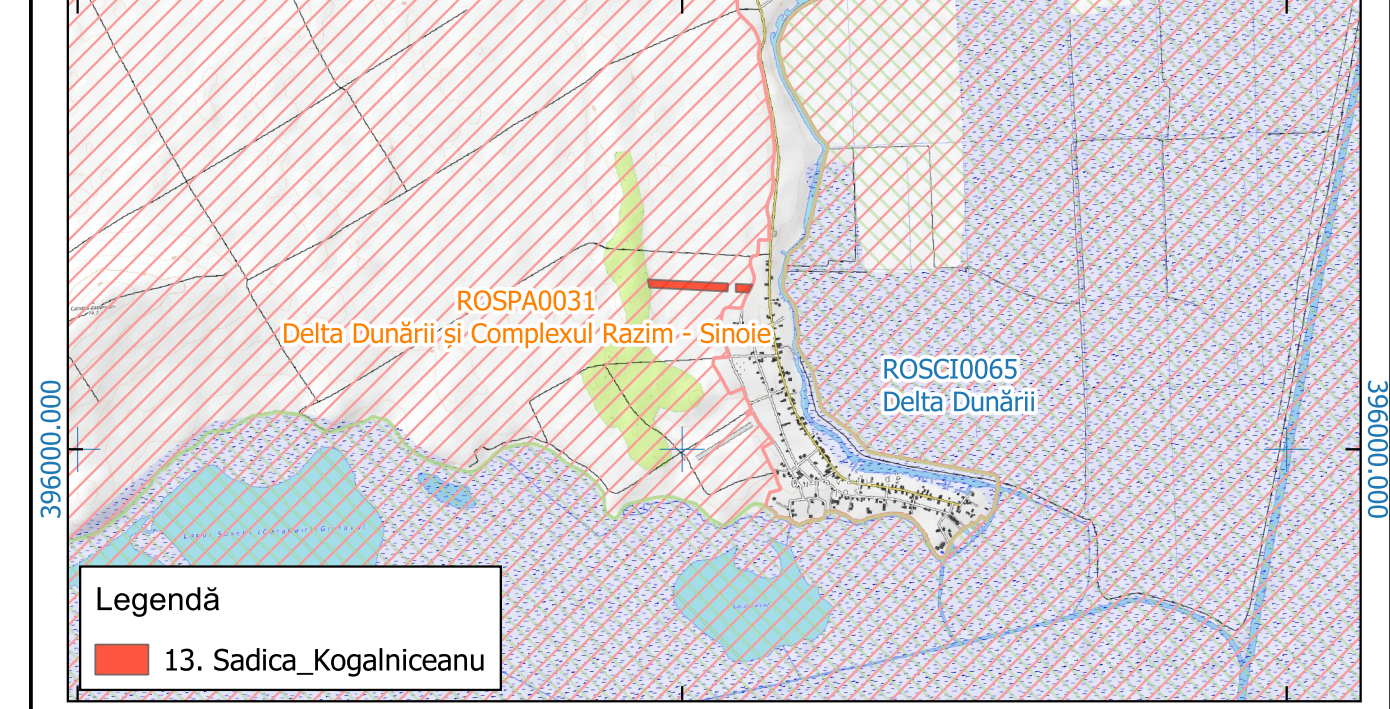 ROSPA0031
Delta Dunării și Complexul Razim - Sinoie
ROSCI0065
Delta Dunării
396000.000
396000.000
Legendă
13. Sadica_Kogalniceanu